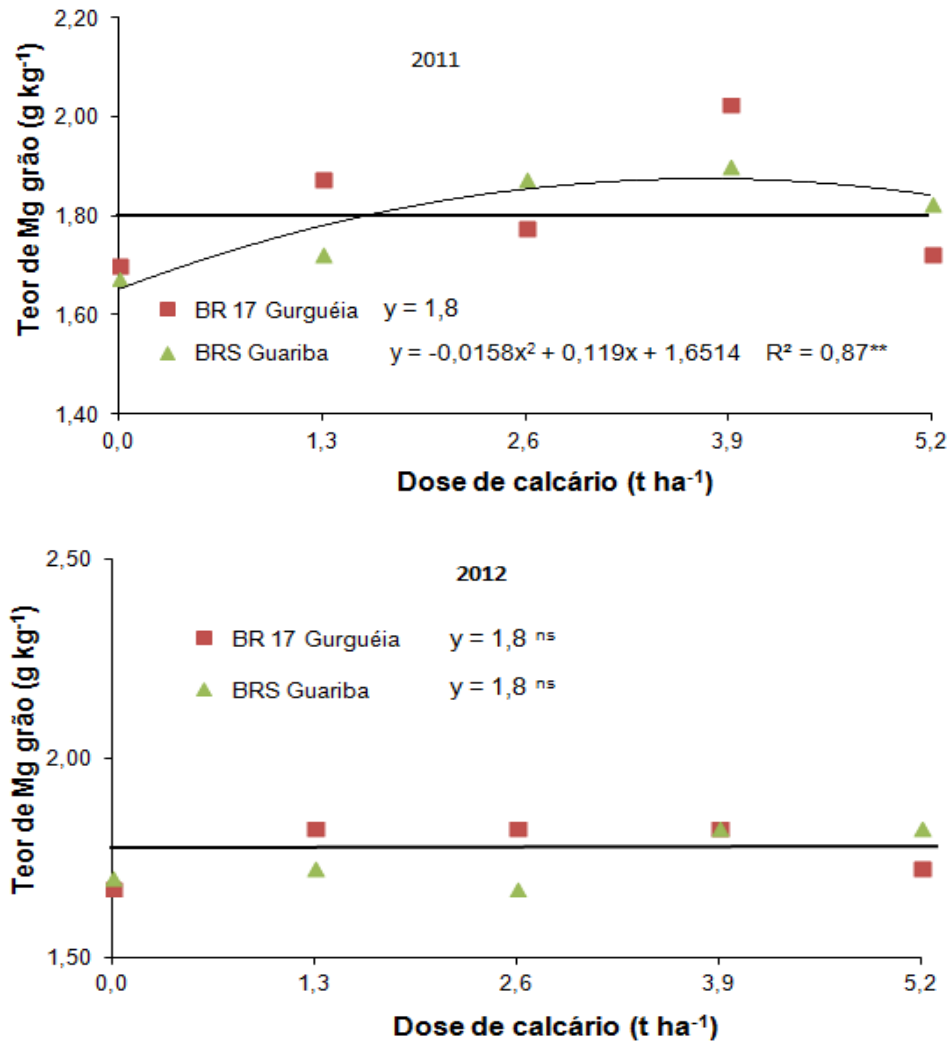 2,20
2011
2,00
1,80
1,60
1,40
Teor de Mg grão (g kg⁻¹)
BR 17 Gurguéia y = 1,8
BRS Guariba y = -0,0158x² + 0,119x + 1,6514 R² = 0,87**
0,0 1,3 2,6 3,9 5,2
Dose de calcário (t ha⁻¹)
2,50
2012
2,00
1,50
Teor de Mg grão (g kg⁻¹)
BR 17 Gurguéia y = 1,8 ns
BRS Guariba y = 1,8 ns
0,0 1,3 2,6 3,9 5,2
Dose de calcário (t ha⁻¹)